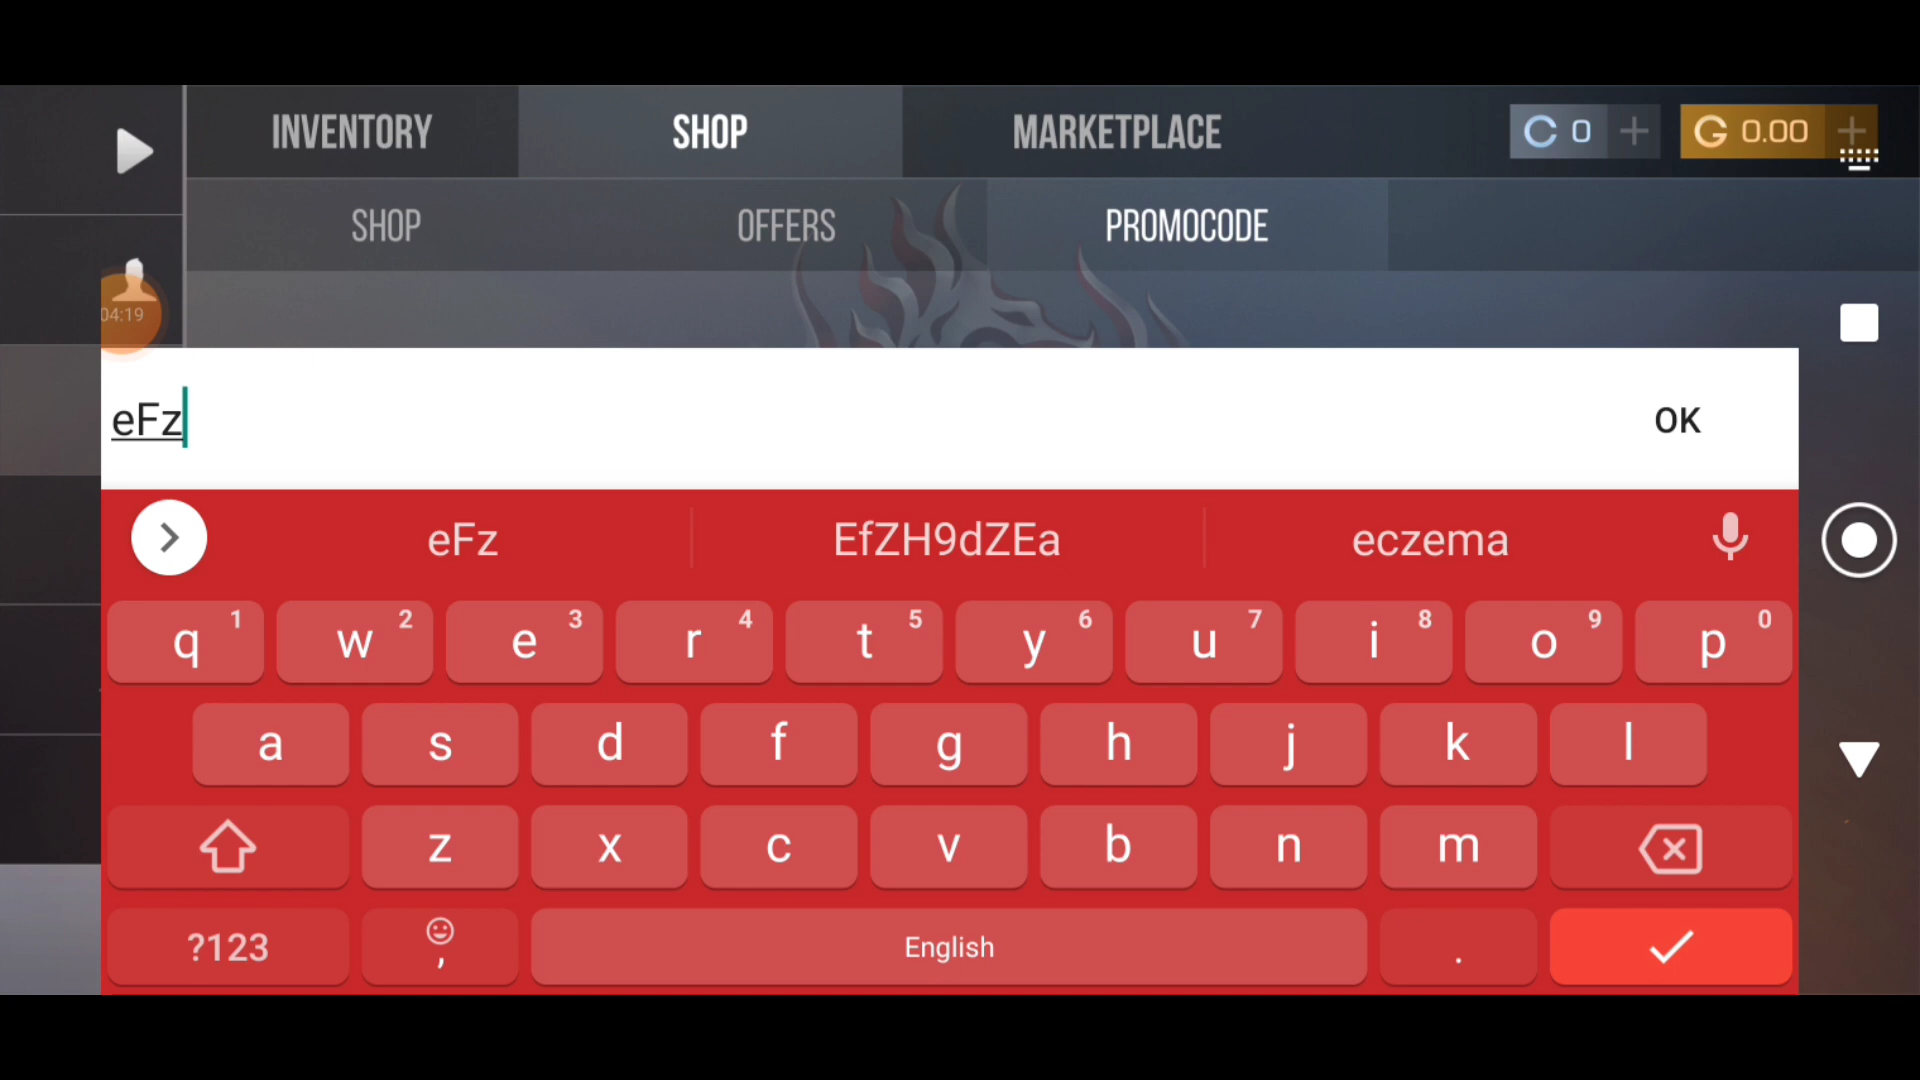 INVENTORY SHOP MARKETPLACE C 0 + G 0.00 +
SHOP OFFERS PROMOCODE
04:19
eFz OK
eFz EfZH9dZEa eczema
q 1 w 2 e 3 r 4 t 5 y 6 u 7 i 8 o 9 p 0
a s d f g h j k l
z x c v b n m
?123 , English .